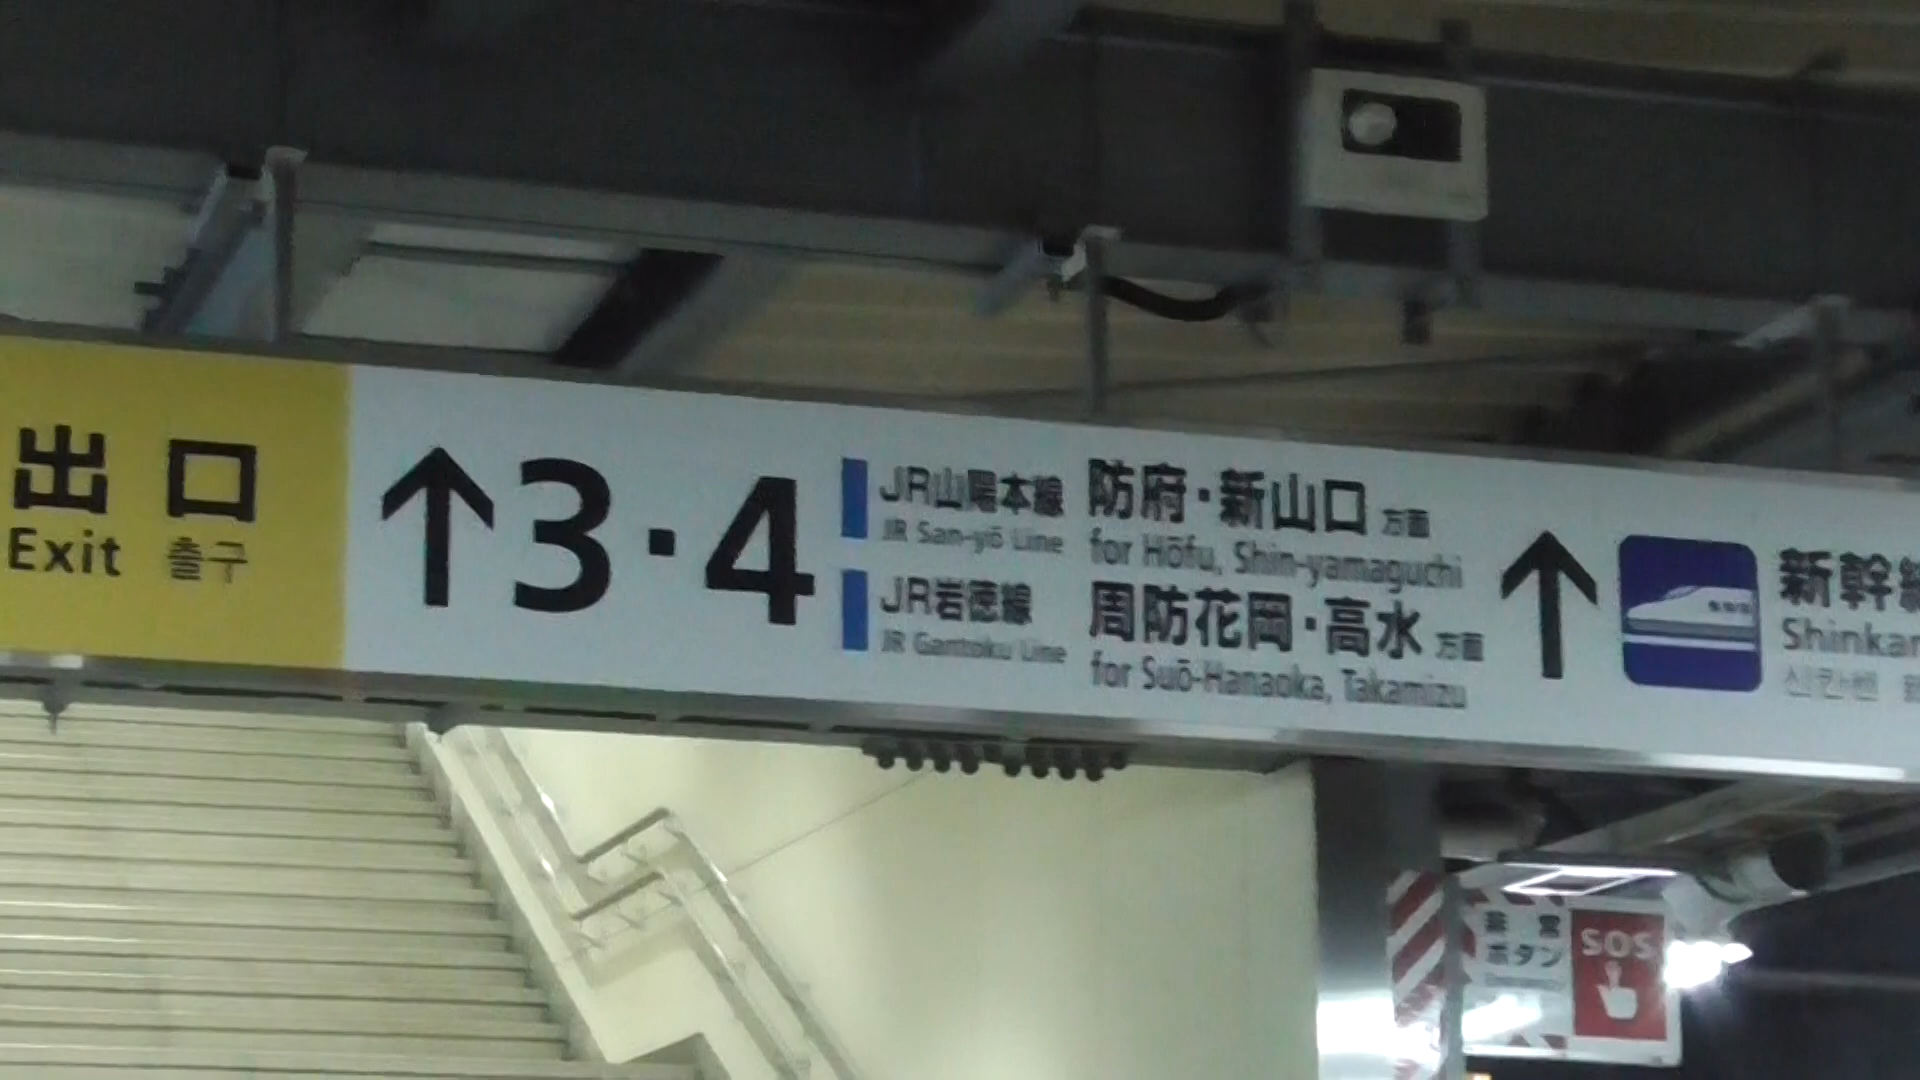 出口
Exit 출구
↑3·4
JR山陽本線 防府·新山口 方面
JR San-yō Line for Hōfu, Shin-yamaguchi
JR岩徳線 周防花岡·高水 方面
JR Gantoku Line for Suō-Hanaoka, Takamizu
↑
新幹線
Shinkan
신칸센
非常
ボタン
SOS